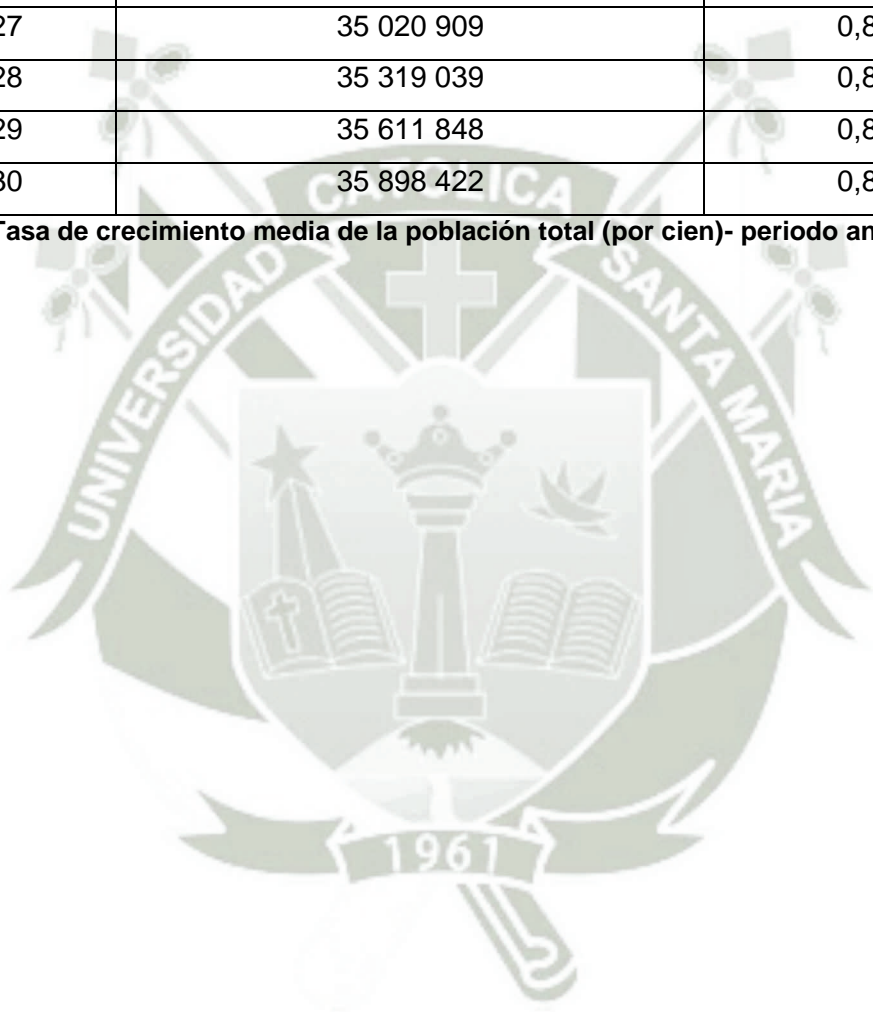 27 35 020 909 0,8
28 35 319 039 0,8
29 35 611 848 0,8
30 35 898 422 0,8
Tasa de crecimiento media de la población total (por cien)- periodo an
UNIVERSIDAD CATOLICA SANTA MARIA
1961